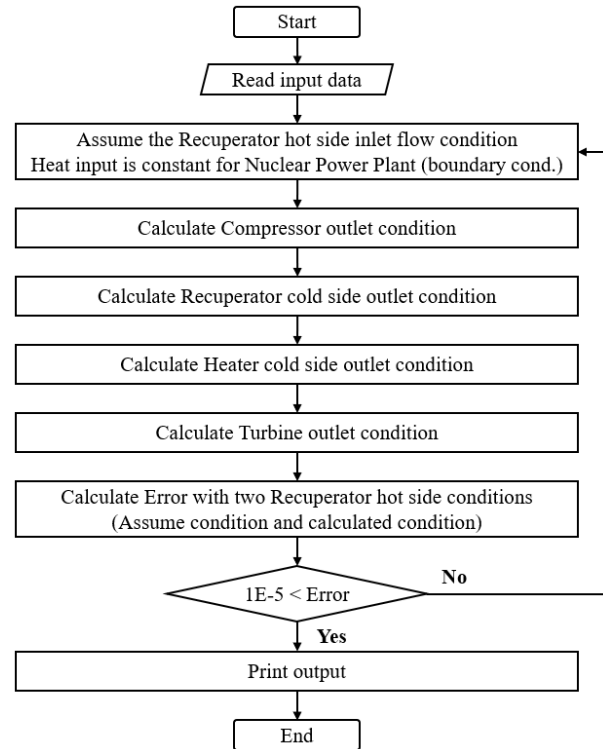 Start
Read input data
Assume the Recuperator hot side inlet flow condition
Heat input is constant for Nuclear Power Plant (boundary cond.)
Calculate Compressor outlet condition
Calculate Recuperator cold side outlet condition
Calculate Heater cold side outlet condition
Calculate Turbine outlet condition
Calculate Error with two Recuperator hot side conditions
(Assume condition and calculated condition)
1E-5 < Error
No
Yes
Print output
End